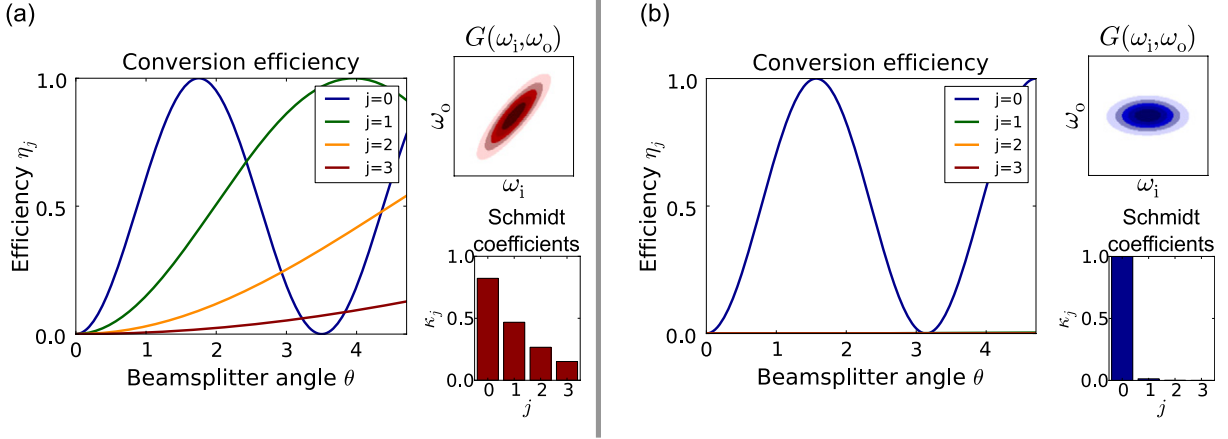 (a)
Conversion efficiency
1.0
0.5
0.0
Efficiency ηj
0
1
2
3
4
Beamsplitter angle θ
j=0
j=1
j=2
j=3
G(ωi,ωo)
ωo
ωi
Schmidt
coefficients
1.0
0.5
0.0
κj
0 1 2 3
j
(b)
Conversion efficiency
1.0
0.5
0.0
Efficiency ηj
0
1
2
3
4
Beamsplitter angle θ
j=0
j=1
j=2
j=3
G(ωi,ωo)
ωo
ωi
Schmidt
coefficients
1.0
0.5
0.0
κj
0 1 2 3
j